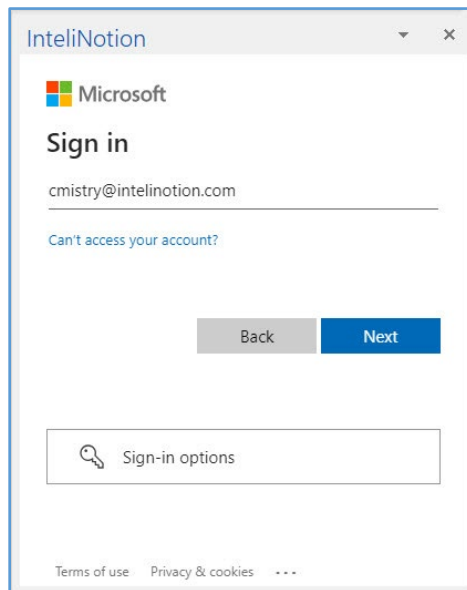 InteliNotion
Microsoft
Sign in
cmistry@intelinotion.com
Can't access your account?
Back Next
Sign-in options
Terms of use Privacy & cookies ...